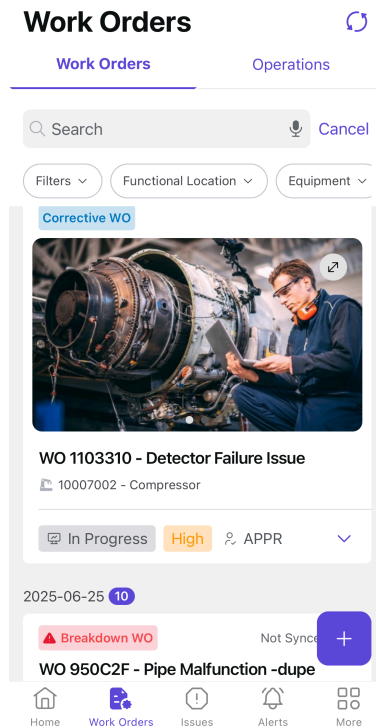 Work Orders
Work Orders
Operations
Search
Cancel
Filters
Functional Location
Equipment
Corrective WO
WO 1103310 - Detector Failure Issue
10007002 - Compressor
In Progress
High
APPR
2025-06-25 10
Breakdown WO
Not Synce
WO 950C2F - Pipe Malfunction -dupe
Home
Work Orders
Issues
Alerts
More